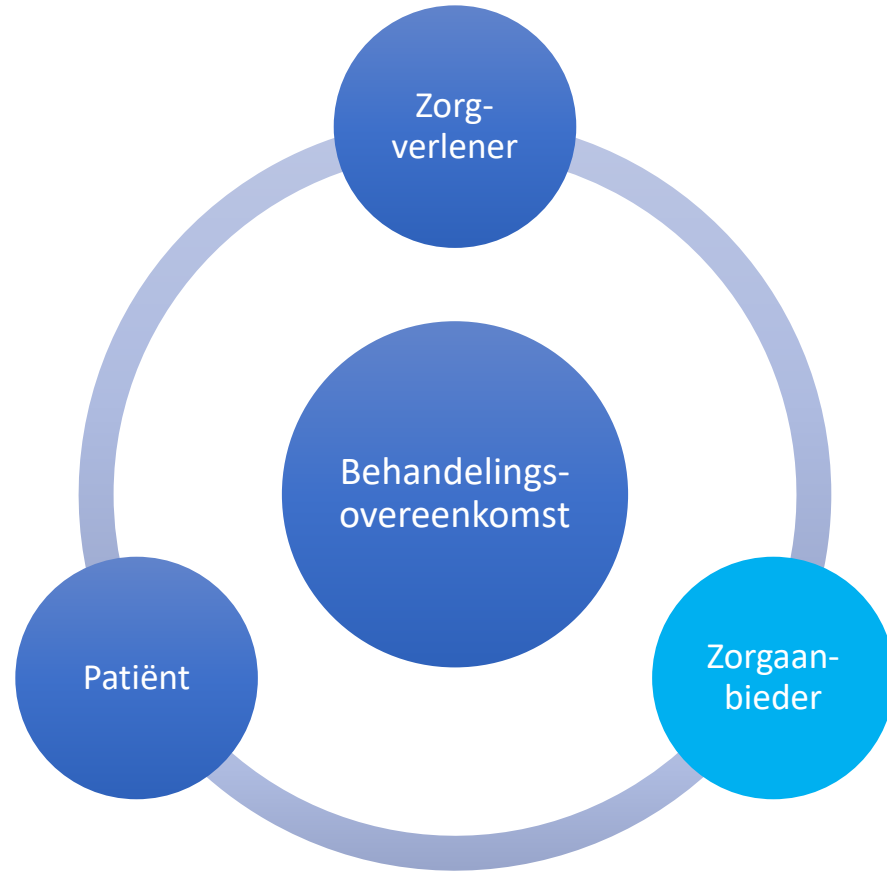 Zorg-
verlener
Behandelings-
overeenkomst
Patiënt
Zorgaan-
bieder